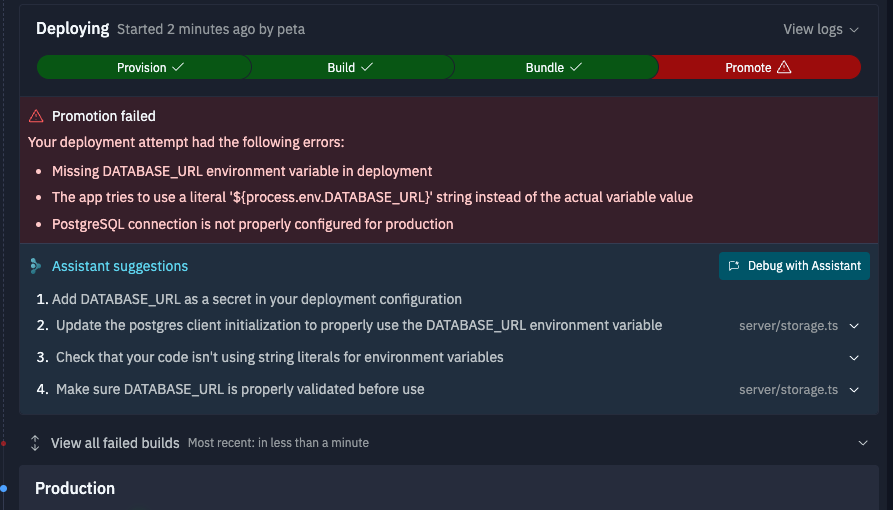 Deploying Started 2 minutes ago by peta View logs
Provision Build Bundle Promote
Promotion failed
Your deployment attempt had the following errors:
• Missing DATABASE_URL environment variable in deployment
• The app tries to use a literal '${process.env.DATABASE_URL}' string instead of the actual variable value
• PostgreSQL connection is not properly configured for production
Assistant suggestions Debug with Assistant
1. Add DATABASE_URL as a secret in your deployment configuration
2. Update the postgres client initialization to properly use the DATABASE_URL environment variable server/storage.ts
3. Check that your code isn't using string literals for environment variables
4. Make sure DATABASE_URL is properly validated before use server/storage.ts
View all failed builds Most recent: in less than a minute
Production